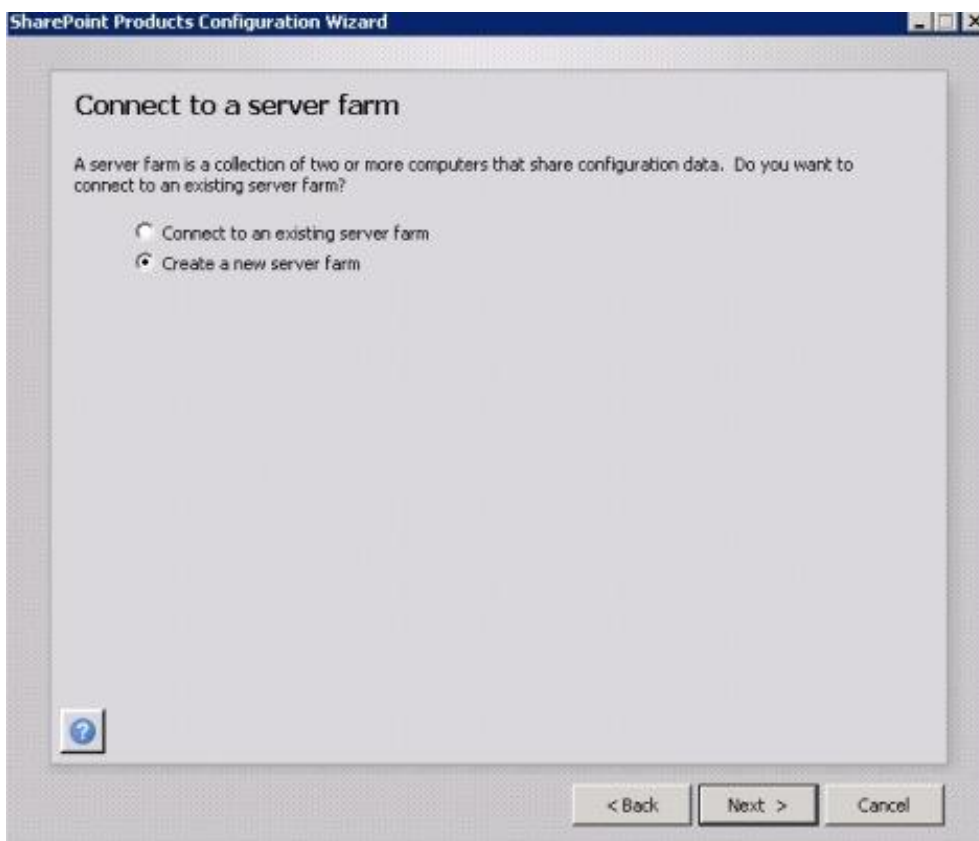 SharePoint Products Configuration Wizard
Connect to a server farm
A server farm is a collection of two or more computers that share configuration data.  Do you want to
connect to an existing server farm?
Connect to an existing server farm
Create a new server farm
?
< Back
Next >
Cancel